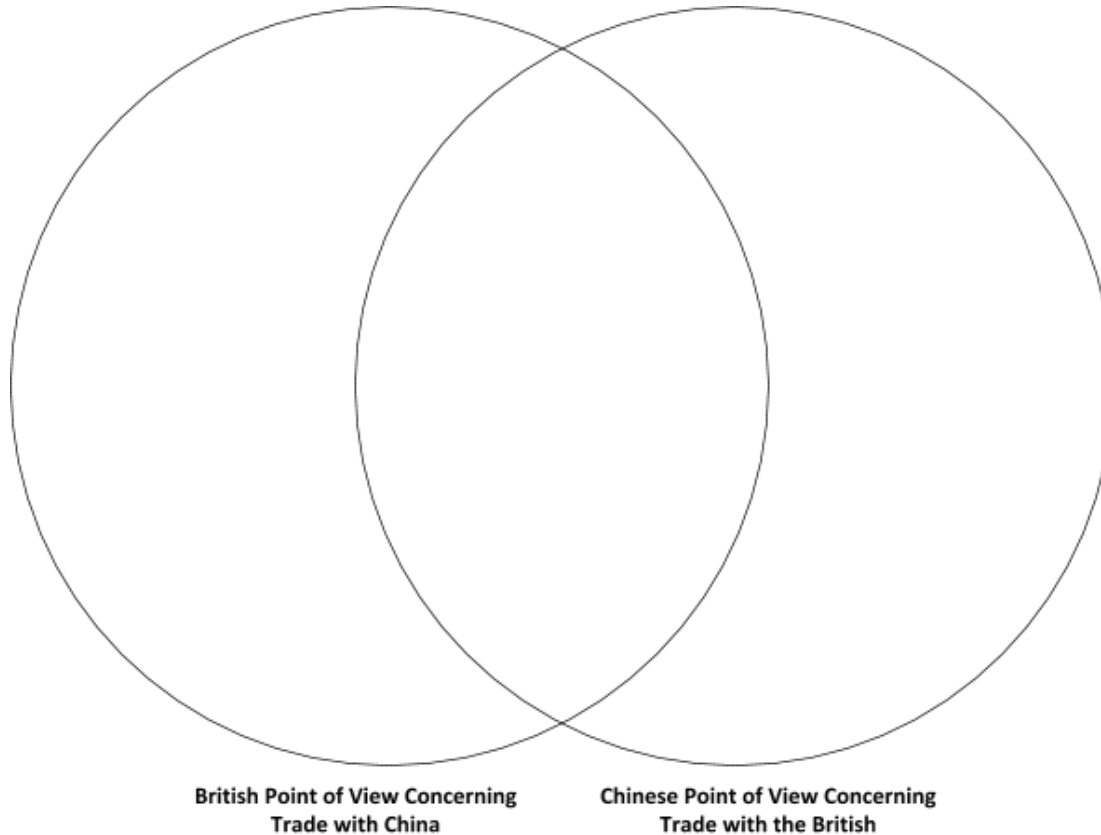 British Point of View Concerning
Trade with China
Chinese Point of View Concerning
Trade with the British